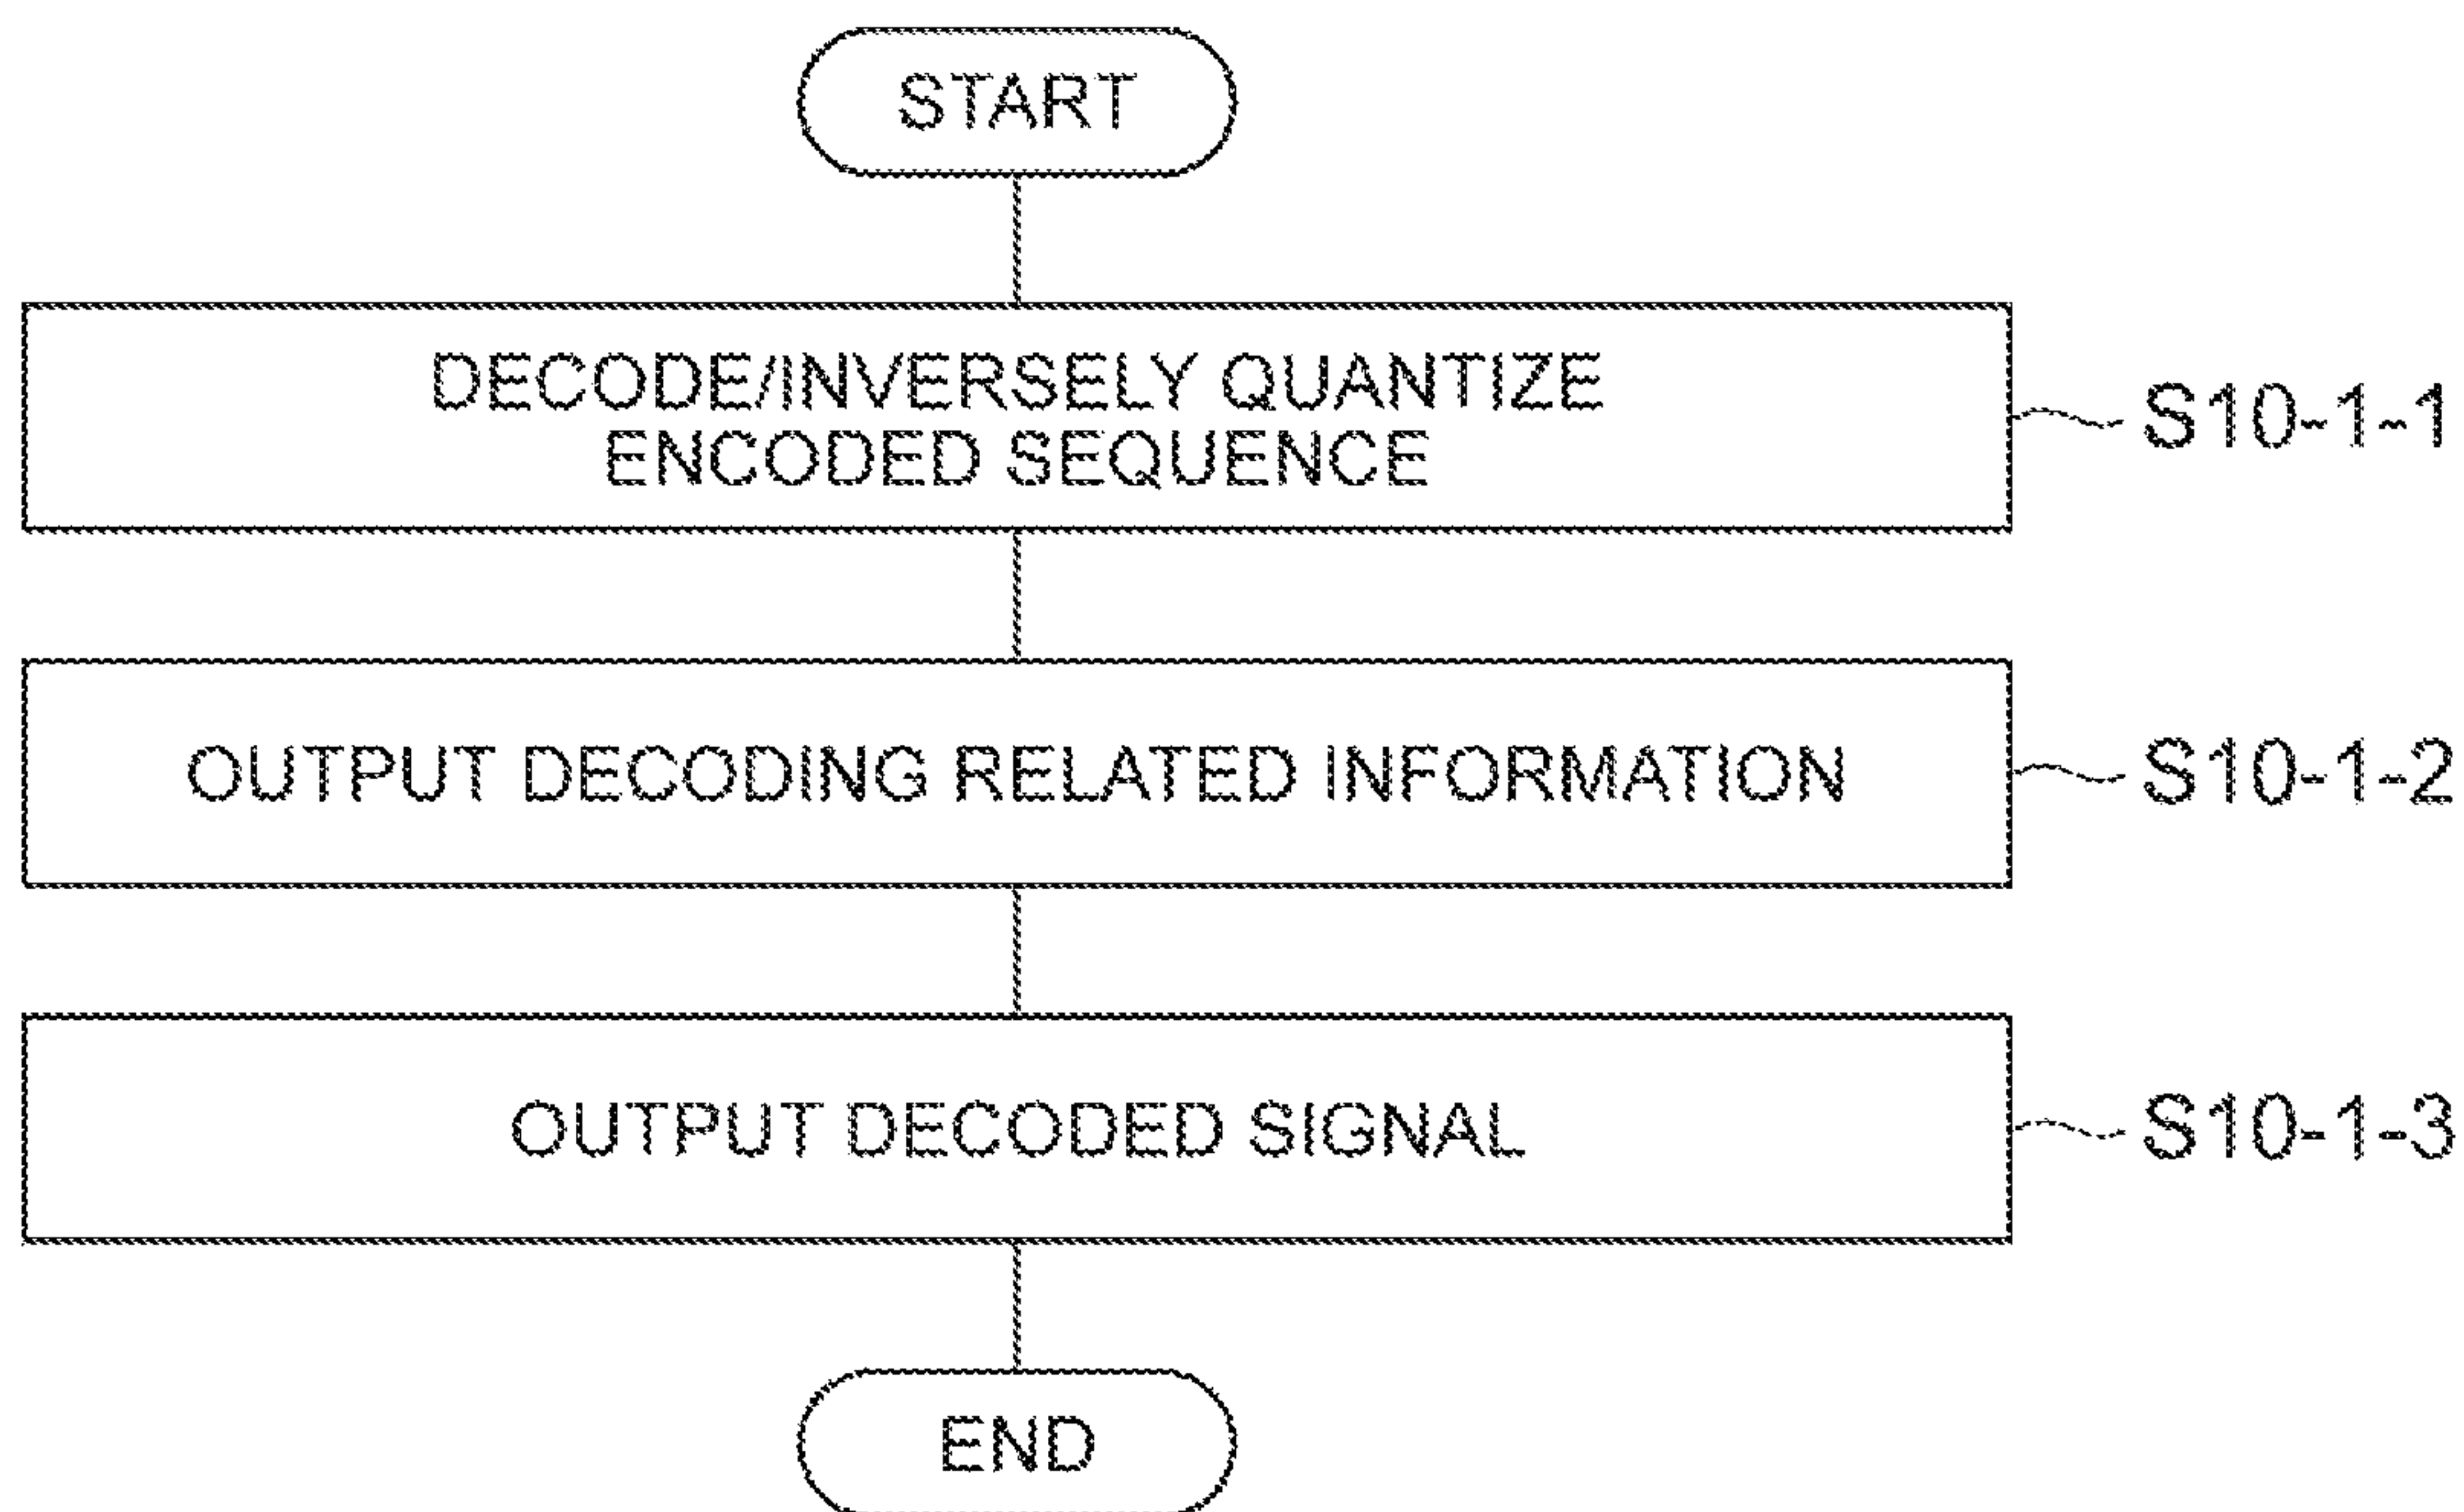 START
DECODE/INVERSELY QUANTIZE
ENCODED SEQUENCE
S10-1-1
OUTPUT DECODING RELATED INFORMATION
S10-1-2
OUTPUT DECODED SIGNAL
S10-1-3
END